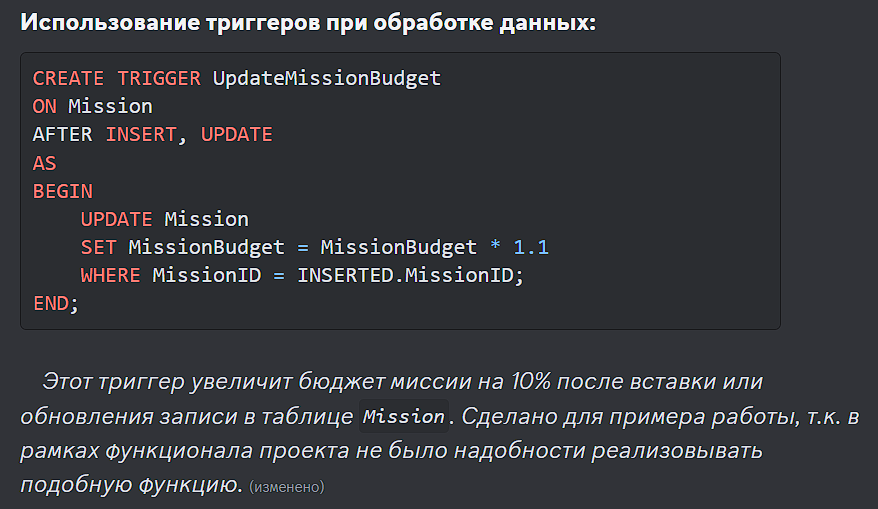 Использование триггеров при обработке данных:
CREATE TRIGGER UpdateMissionBudget
ON Mission
AFTER INSERT, UPDATE
AS
BEGIN
    UPDATE Mission
    SET MissionBudget = MissionBudget * 1.1
    WHERE MissionID = INSERTED.MissionID;
END;
Этот триггер увеличит бюджет миссии на 10% после вставки или
обновления записи в таблице Mission. Сделано для примера работы, т.к. в
рамках функционала проекта не было надобности реализовывать
подобную функцию. (изменено)